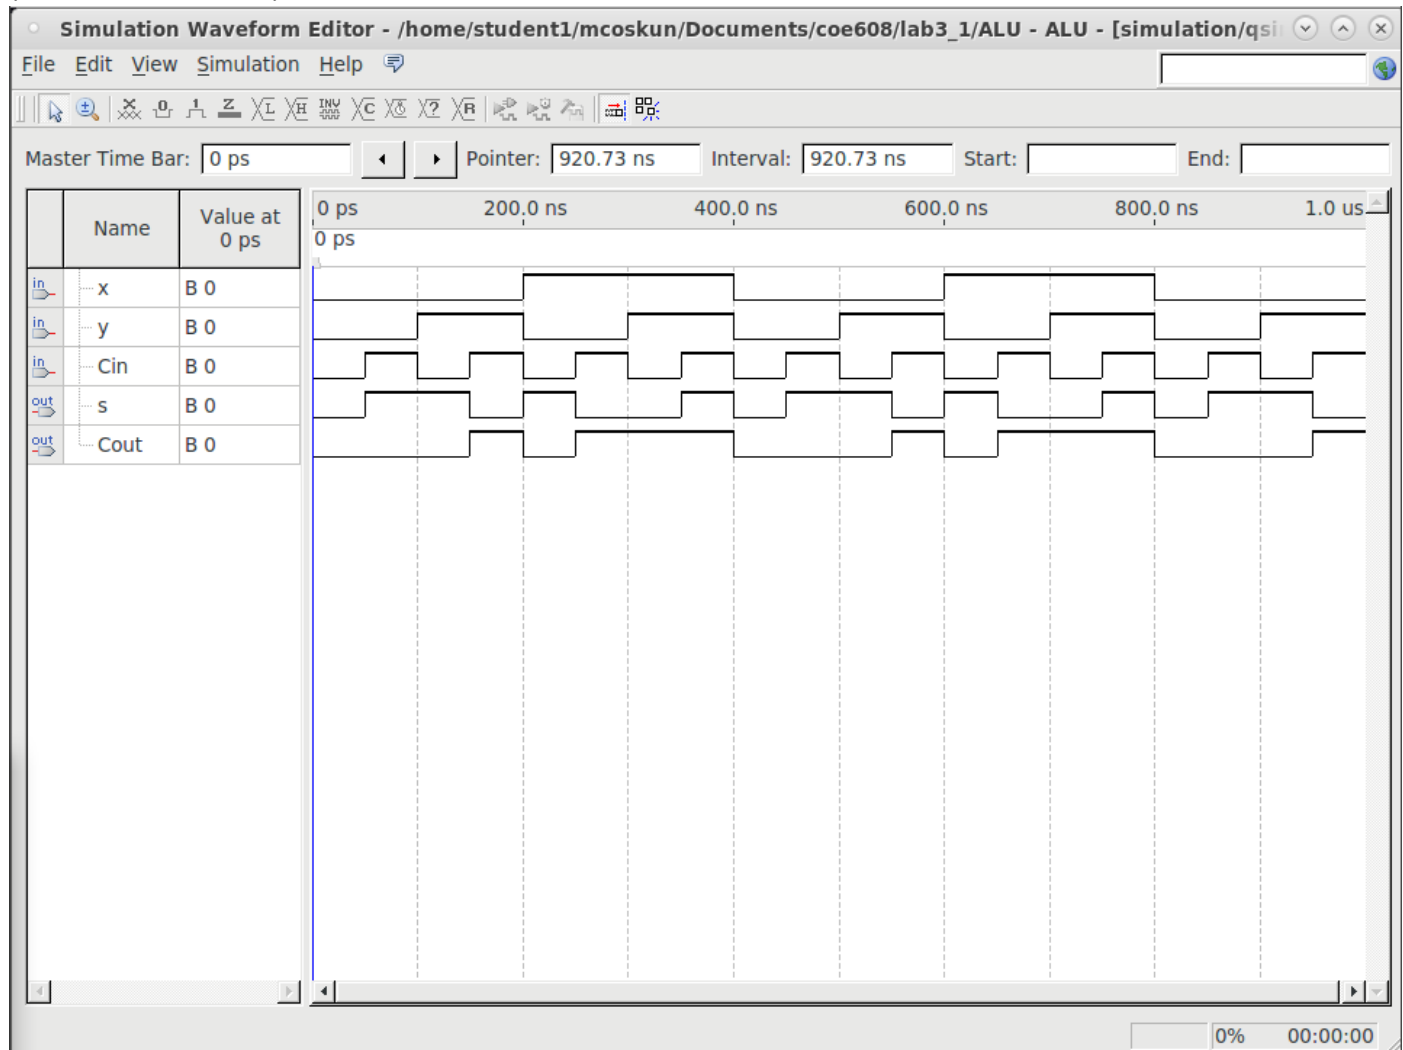 Simulation Waveform Editor - /home/student1/mcoskun/Documents/coe608/lab3_1/ALU - ALU - [simulation/qsi
File Edit View Simulation Help
Master Time Bar: 0 ps Pointer: 920.73 ns Interval: 920.73 ns Start: End:
Name Value at 0 ps
0 ps 200.0 ns 400.0 ns 600.0 ns 800.0 ns 1.0 us
0 ps
in x B 0
in y B 0
in Cin B 0
out s B 0
out Cout B 0
0% 00:00:00